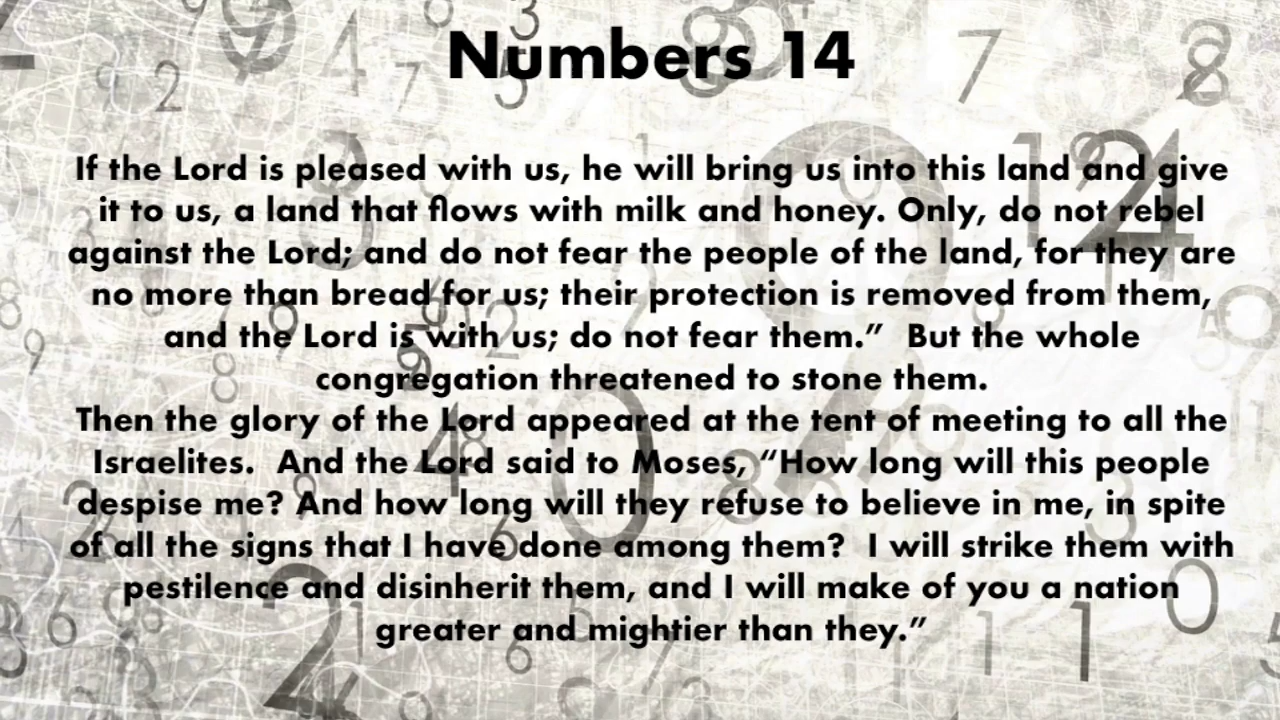 Numbers 14
If the Lord is pleased with us, he will bring us into this land and give
it to us, a land that flows with milk and honey. Only, do not rebel
against the Lord; and do not fear the people of the land, for they are
no more than bread for us; their protection is removed from them,
and the Lord is with us; do not fear them.”  But the whole
congregation threatened to stone them.
Then the glory of the Lord appeared at the tent of meeting to all the
Israelites.  And the Lord said to Moses, “How long will this people
despise me? And how long will they refuse to believe in me, in spite
of all the signs that I have done among them?  I will strike them with
pestilence and disinherit them, and I will make of you a nation
greater and mightier than they.”